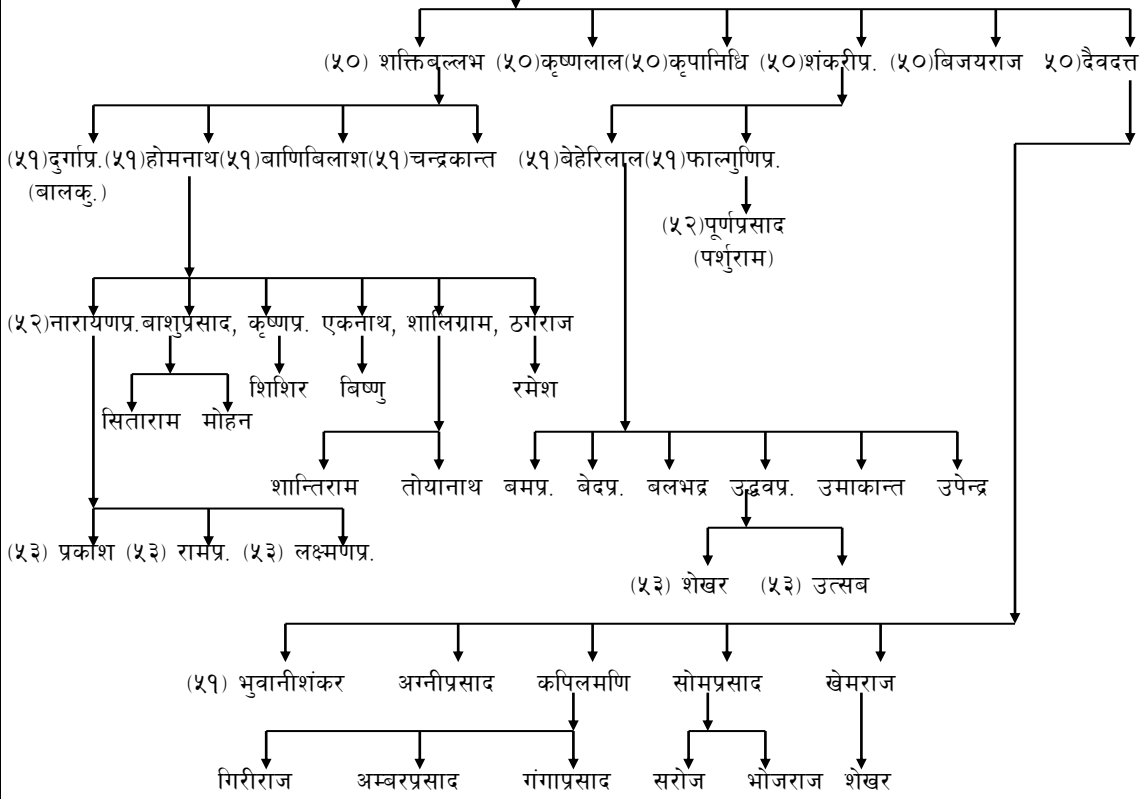 (५०) शक्तिबल्लभ (५०)कृष्णलाल(५०)कृपानिधि (५०)शंकरीप्र. (५०)बिजयराज ५०)दैवदत्त
(५१)दुर्गाप्र.(५१)होमनाथ(५१)बाणिबिलाश(५१)चन्द्रकान्त (५१)बेहेरिलाल(५१)फाल्गुणिप्र.
(बालकृ.)
(५२)पूर्णप्रसाद
(पर्शुराम)
(५२)नारायणप्र.बाशुप्रसाद, कृष्णप्र. एकनाथ, शालिग्राम, ठगराज
शिशिर बिष्णु रमेश
सिताराम मोहन
शान्तिराम तोयानाथ बमप्र. बेदप्र. बलभद्र उद्धवप्र. उमाकान्त उपेन्द्र
(५३) प्रकाश (५३) रामप्र. (५३) लक्ष्मणप्र.
(५३) शेखर (५३) उत्सब
(५१) भुवानीशंकर अग्नीप्रसाद कपिलमणि सोमप्रसाद खेमराज
गिरीराज अम्बरप्रसाद गंगाप्रसाद सरोज भोजराज शेखर